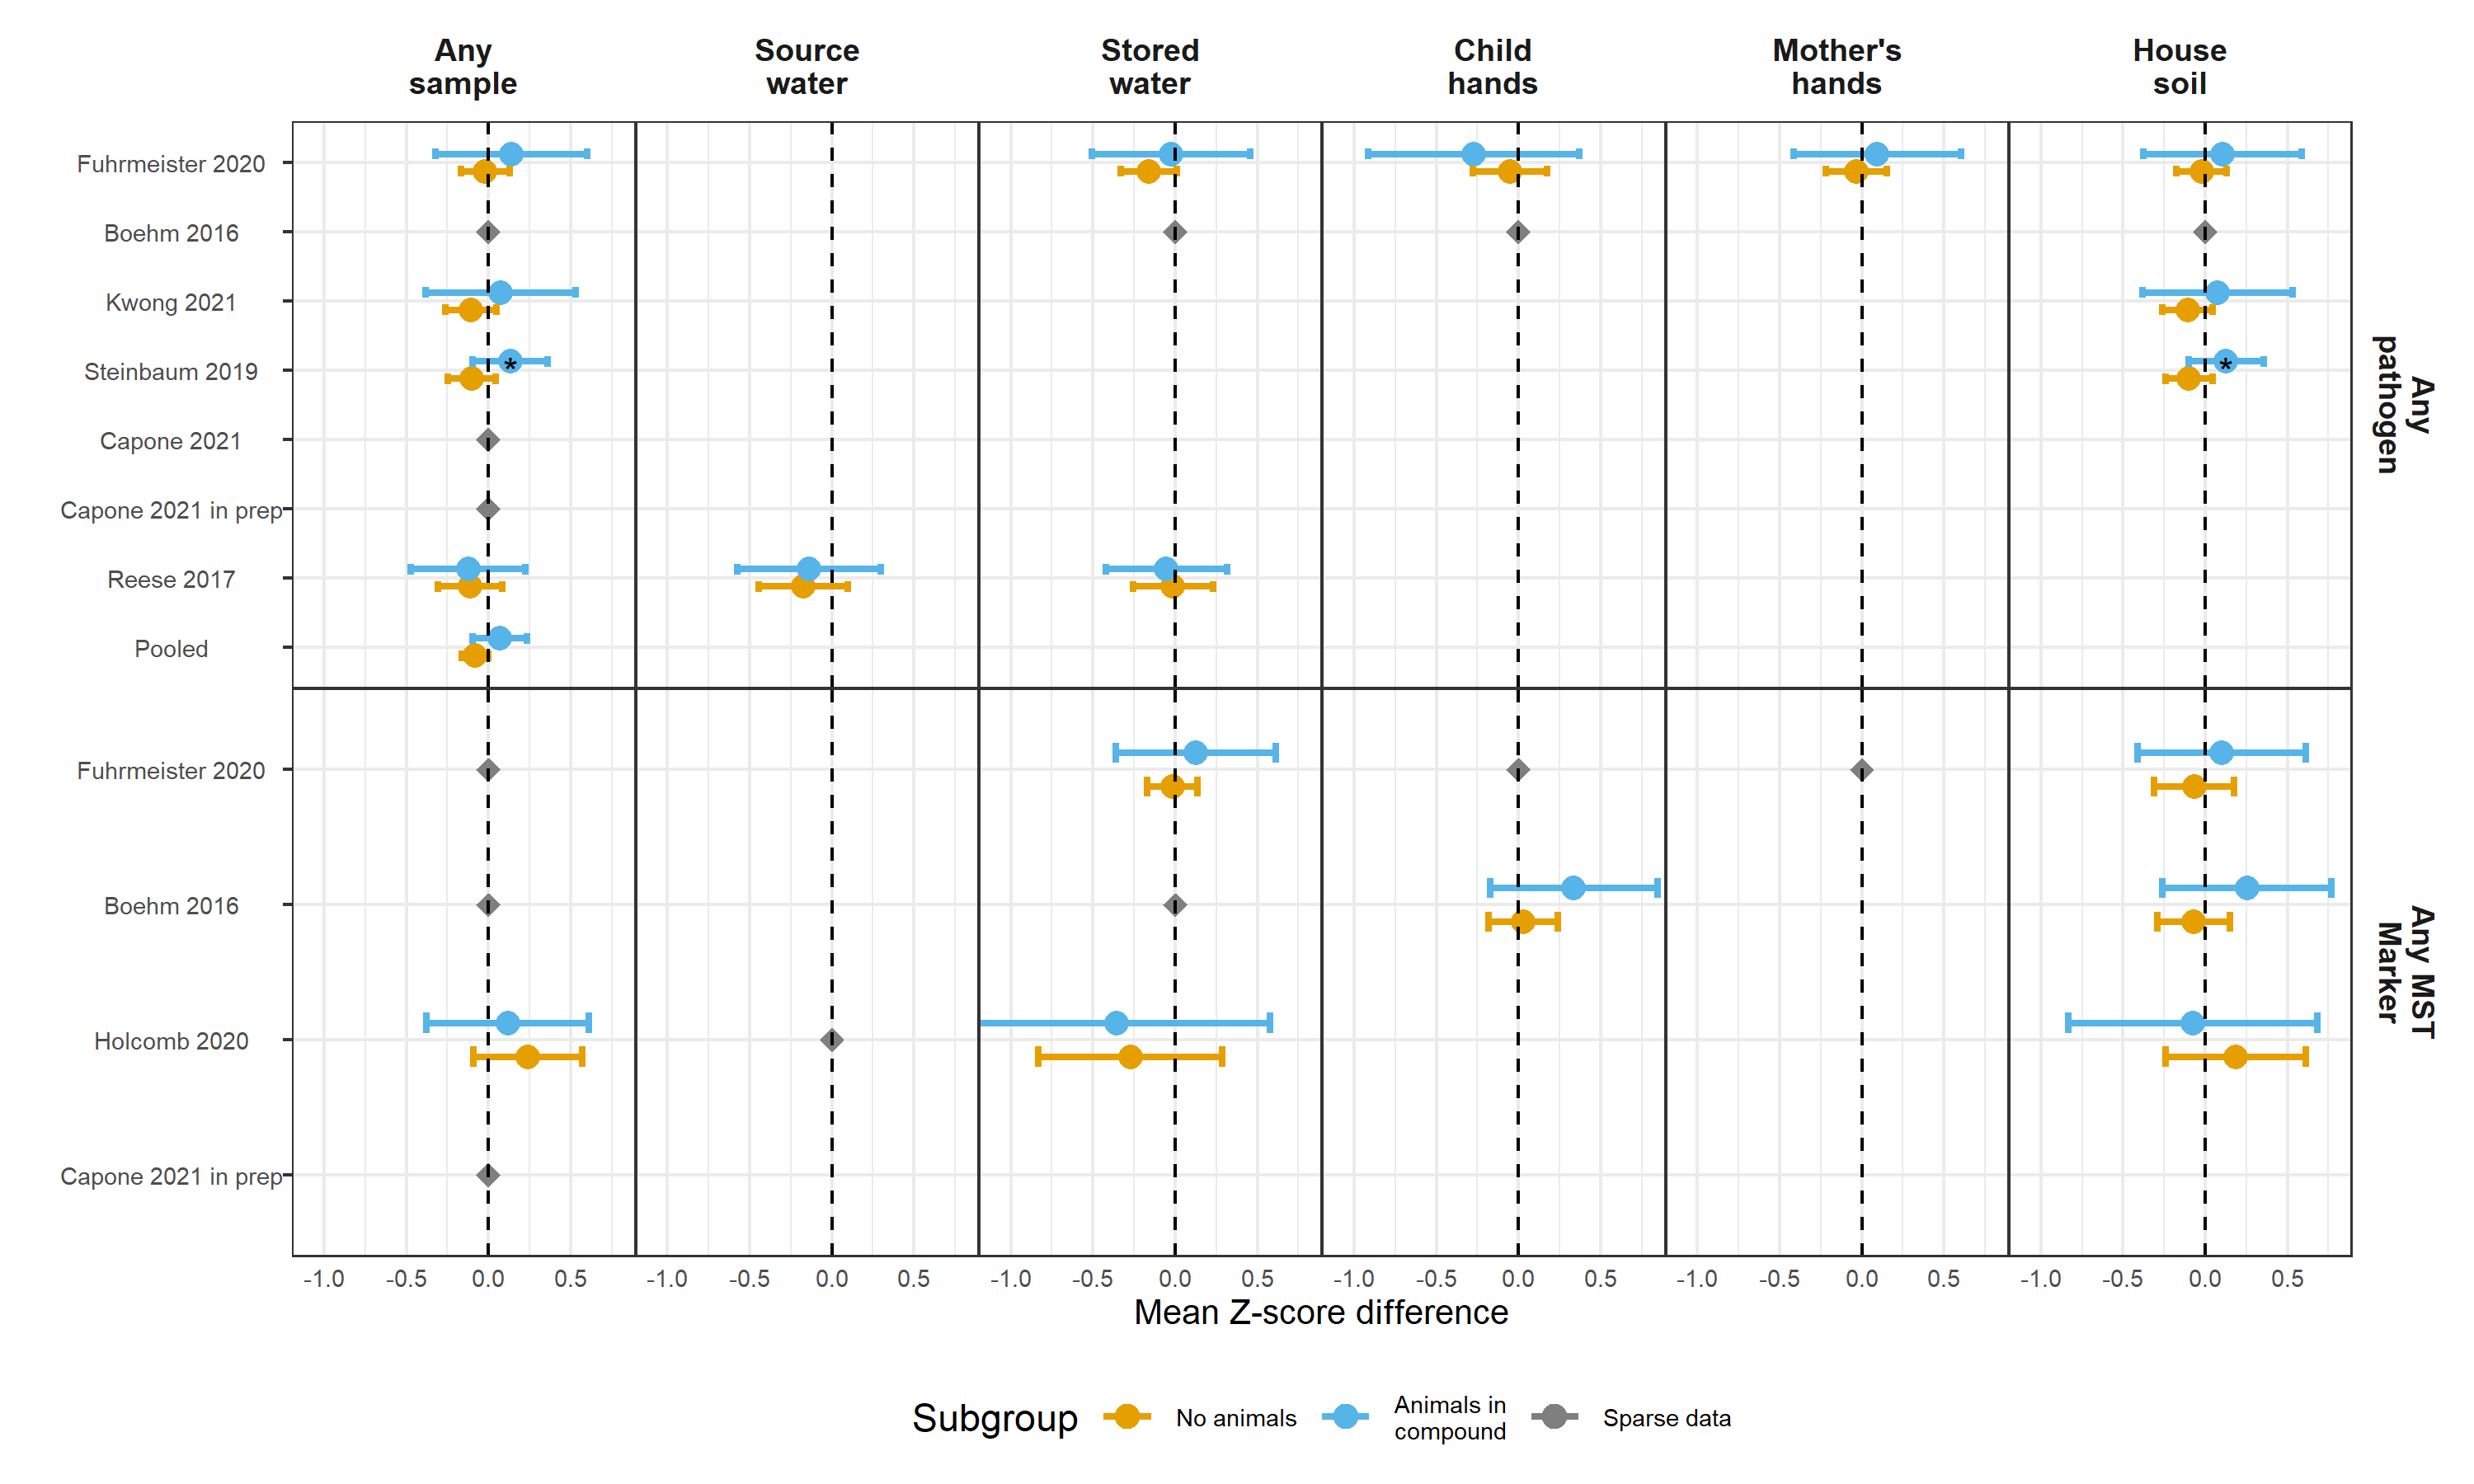 Any
sample
Source
water
Stored
water
Child
hands
Mother's
hands
House
soil
Fuhrmeister 2020
Boehm 2016
Kwong 2021
Steinbaum 2019
Capone 2021
Capone 2021 in prep
Reese 2017
Pooled
*
*
Any
pathogen
Fuhrmeister 2020
Boehm 2016
Holcomb 2020
Capone 2021 in prep
Any MST
Marker
-1.0 -0.5 0.0 0.5 -1.0 -0.5 0.0 0.5 -1.0 -0.5 0.0 0.5 -1.0 -0.5 0.0 0.5 -1.0 -0.5 0.0 0.5 -1.0 -0.5 0.0 0.5
Mean Z-score difference
Subgroup
No animals
Animals in
compound
Sparse data